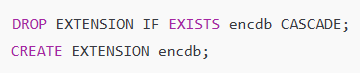 DROP EXTENSION IF EXISTS encdb CASCADE;
CREATE EXTENSION encdb;